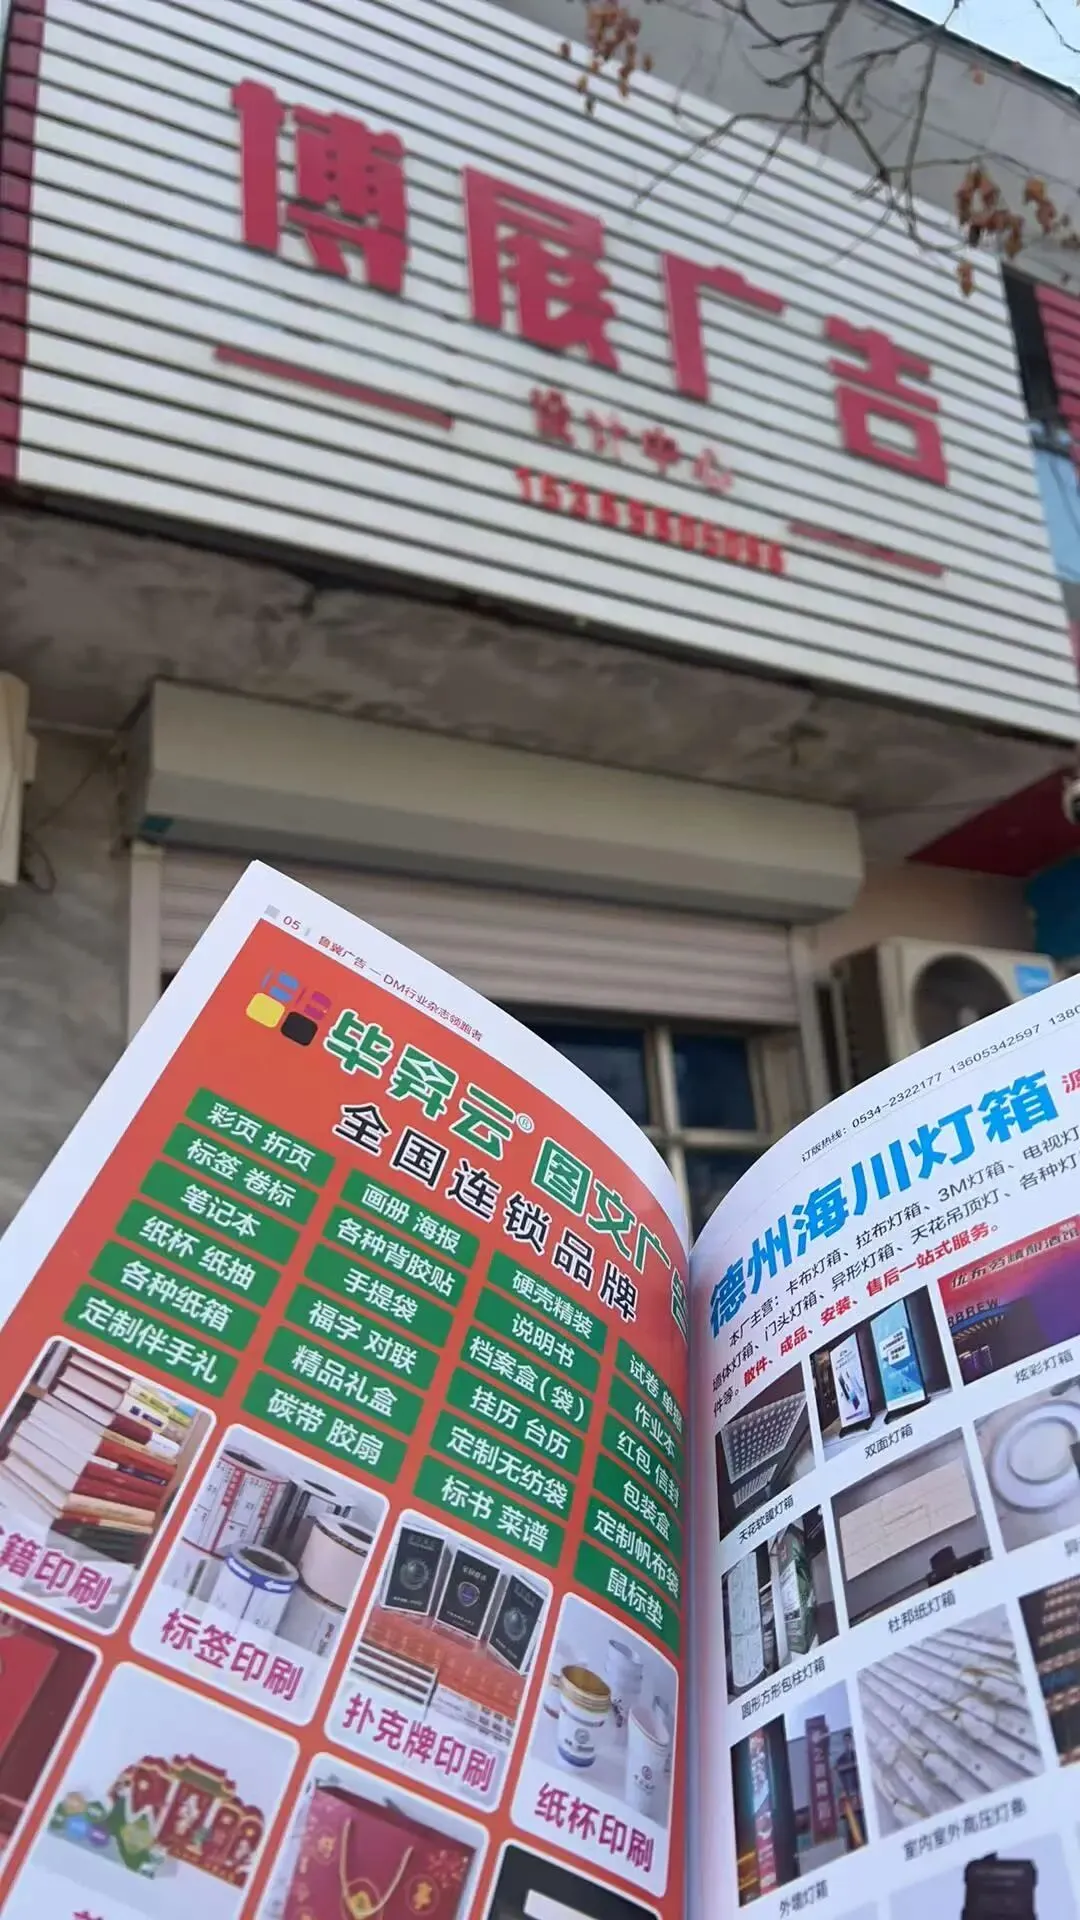 博展广告
设计中心
05 鲁冀广告 — DM行业杂志领跑者
毕昇云® 图文广告
全国连锁品牌
彩页 折页
标签 卷标
笔记本
纸杯 纸抽
各种纸箱
定制伴手礼
画册 海报
各种背胶贴
手提袋
福字 对联
精品礼盒
碳带 胶扇
硬壳精装
说明书
档案盒(袋)
挂历 台历
定制无纺袋
标书 菜谱
试卷 单据
作业本
红包 信封
包装盒
定制帆布袋
鼠标垫
籍印刷
标签印刷
扑克牌印刷
纸杯印刷
订版热线：0534-2322177 13605342597 1380
德州海川灯箱
源
本厂主营：卡布灯箱、拉布灯箱、3M灯箱、电视灯
墙体灯箱、门头灯箱、异形灯箱、天花吊顶灯、各种灯
件等。散件、成品、安装、售后一站式服务。
天花软膜灯箱
双面灯箱
炫彩灯箱
圆形方形包柱灯箱
杜邦纸灯箱
异
外墙灯箱
室内室外高压灯卷